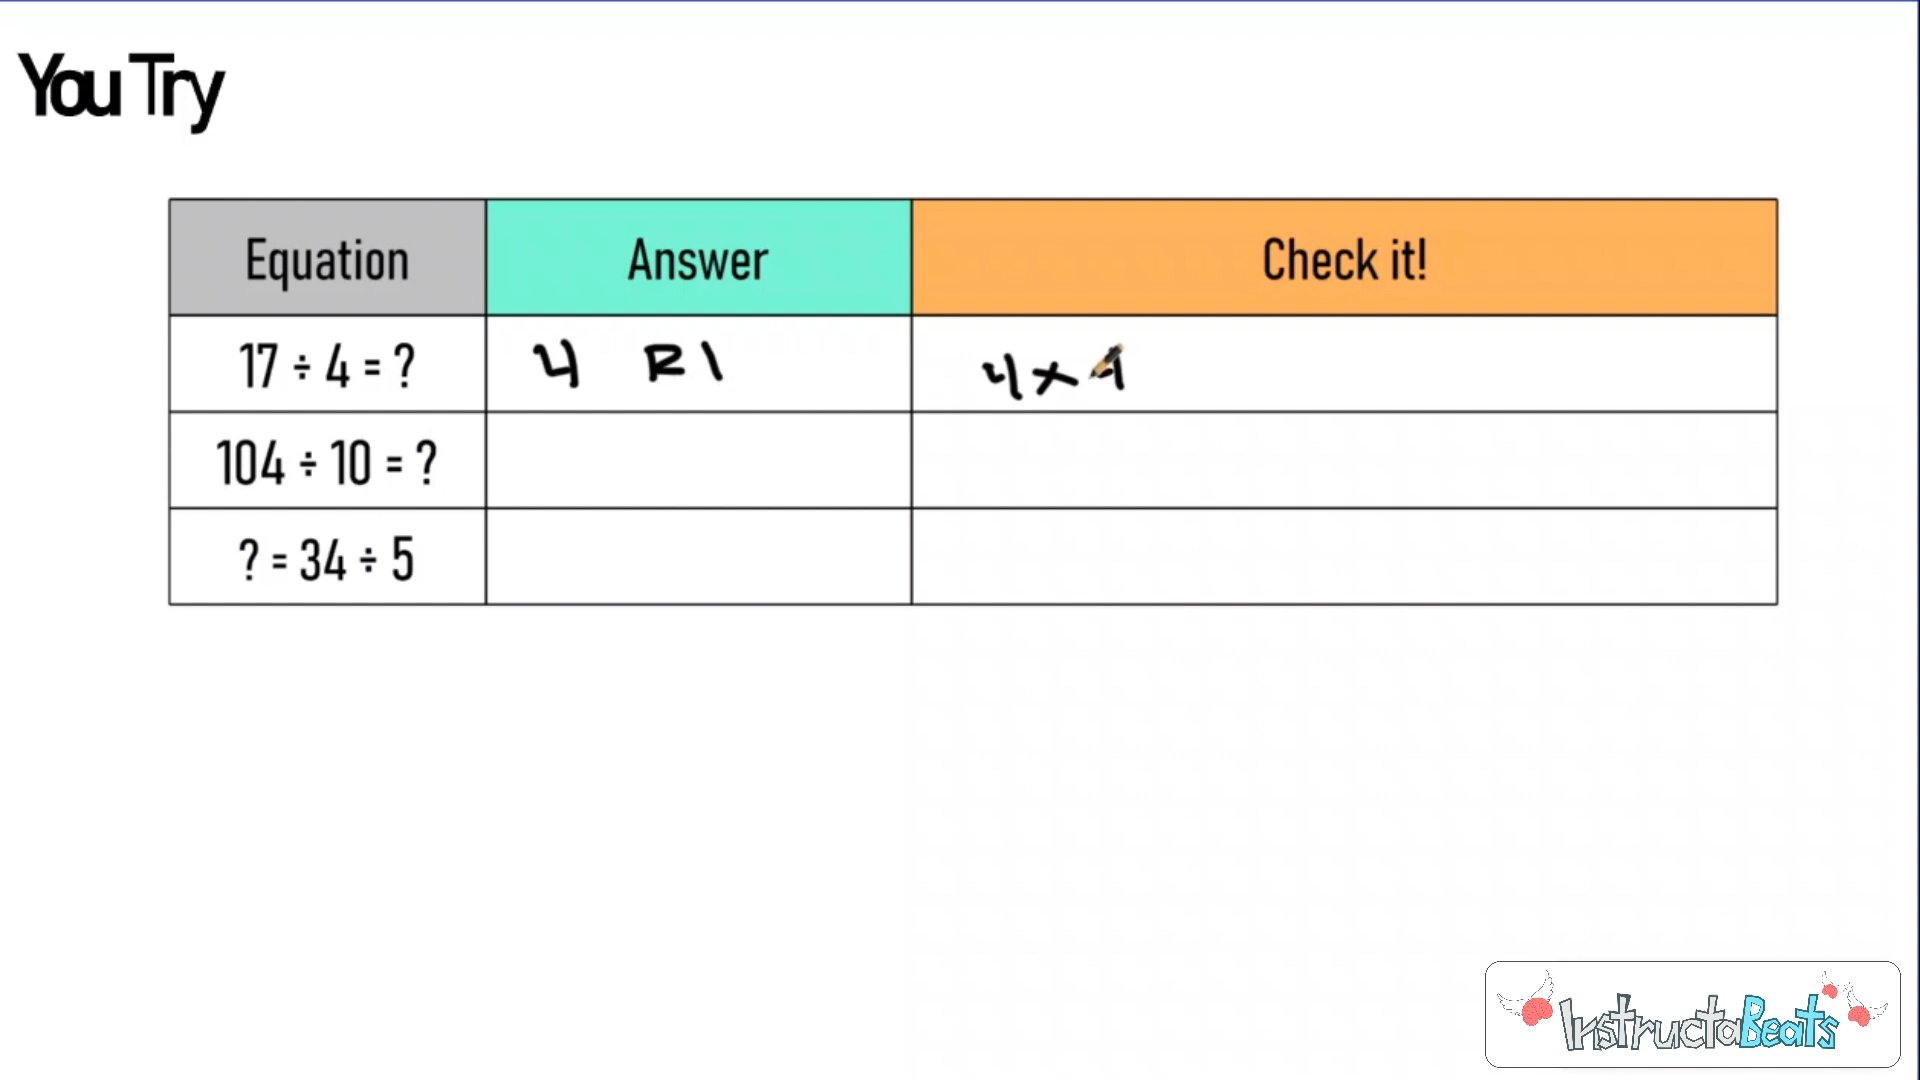 You Try
Equation Answer Check it!
17 ÷ 4 = ? 4 R1 4 × 4
104 ÷ 10 = ?
? = 34 ÷ 5
InstructaBeats